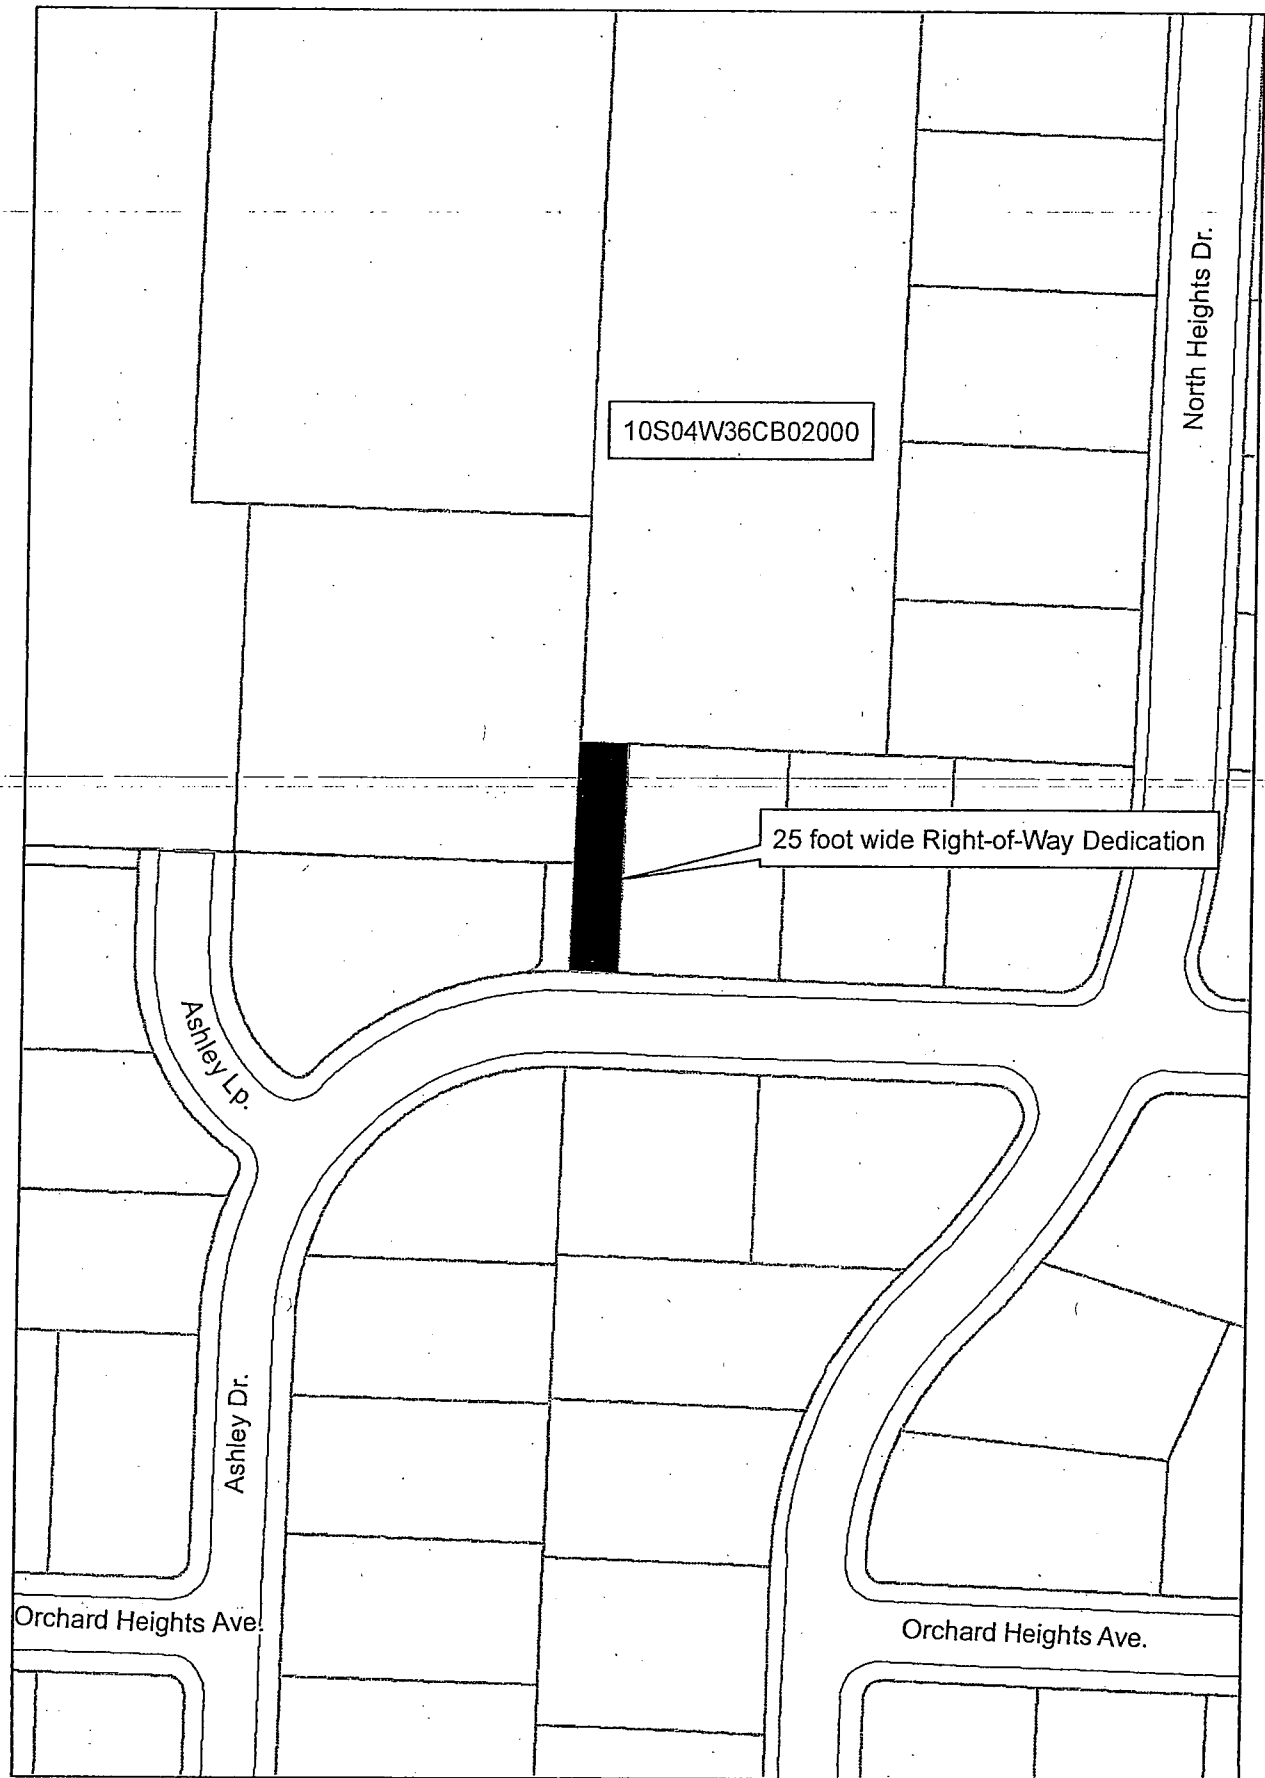 North Heights Dr.
10S04W36CB02000
25 foot wide Right-of-Way Dedication
Ashley Lp.
Ashley Dr.
Orchard Heights Ave.
Orchard Heights Ave.